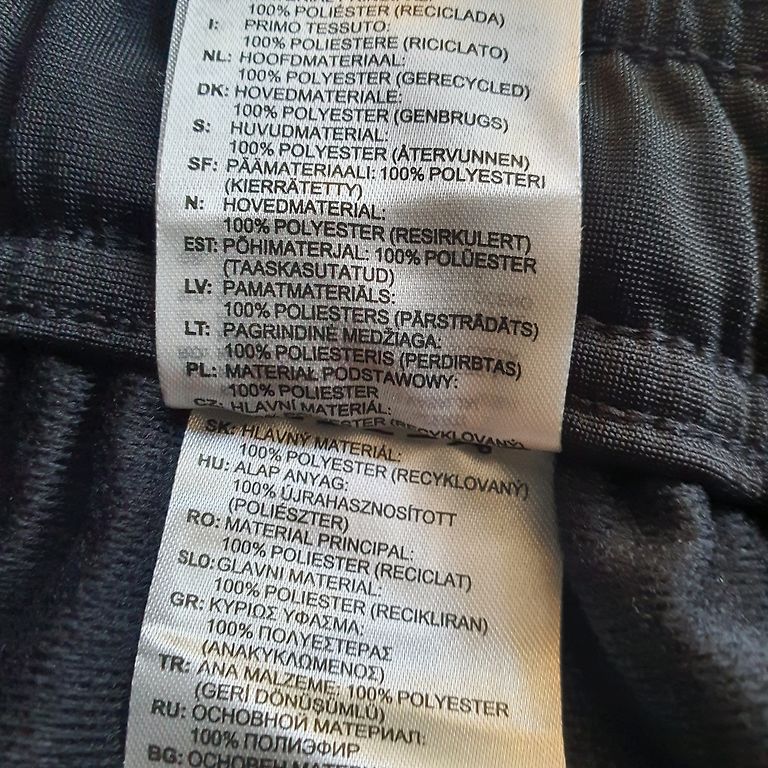 100% POLIÉSTER (RECICLADA)
I: PRIMO TESSUTO:
100% POLIESTERE (RICICLATO)
NL: HOOFDMATERIAAL:
100% POLYESTER (GERECYCLED)
DK: HOVEDMATERIALE:
100% POLYESTER (GENBRUGS)
S: HUVUDMATERIAL:
100% POLYESTER (ÅTERVUNNEN)
SF: PÄÄMATERIAALI: 100% POLYESTERI
(KIERRÄTETTY)
N: HOVEDMATERIAL:
100% POLYESTER (RESIRKULERT)
EST: PÕHIMATERJAL: 100% POLÜESTER
(TAASKASUTATUD)
LV: PAMATMATERIĀLS:
100% POLIESTERS (PĀRSTRĀDĀTS)
LT: PAGRINDINĖ MEDŽIAGA:
100% POLIESTERIS (PERDIRBTAS)
PL: MATERIAŁ PODSTAWOWY:
100% POLIESTER
CZ: HLAVNÍ MATERIÁL:
(RECYKLOVANÝ)
SK: HLAVNÝ MATERIÁL:
100% POLYESTER (RECYKLOVANÝ)
HU: ALAP ANYAG:
100% ÚJRAHASZNOSÍTOTT
(POLIÉSZTER)
RO: MATERIAL PRINCIPAL:
100% POLIESTER (RECICLAT)
SLO: GLAVNI MATERIAL:
100% POLIESTER (RECIKLIRAN)
GR: ΚΥΡΙΟΣ ΥΦΑΣΜΑ:
100% ΠΟΛΥΕΣΤΕΡΑΣ
(ΑΝΑΚΥΚΛΩΜΕΝΟΣ)
TR: ANA MALZEME: 100% POLYESTER
(GERİ DÖNÜŞÜMLÜ)
RU: ОСНОВНОЙ МАТЕРИАЛ:
100% ПОЛИЭФИР
BG: ОСНОВЕН